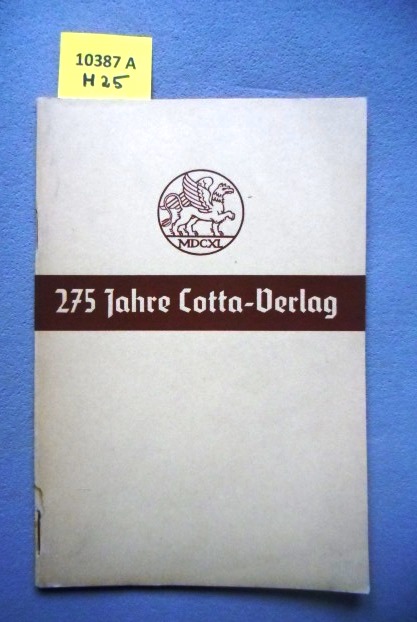 10387 A
H 25
MDCXL
275 Jahre Cotta-Verlag